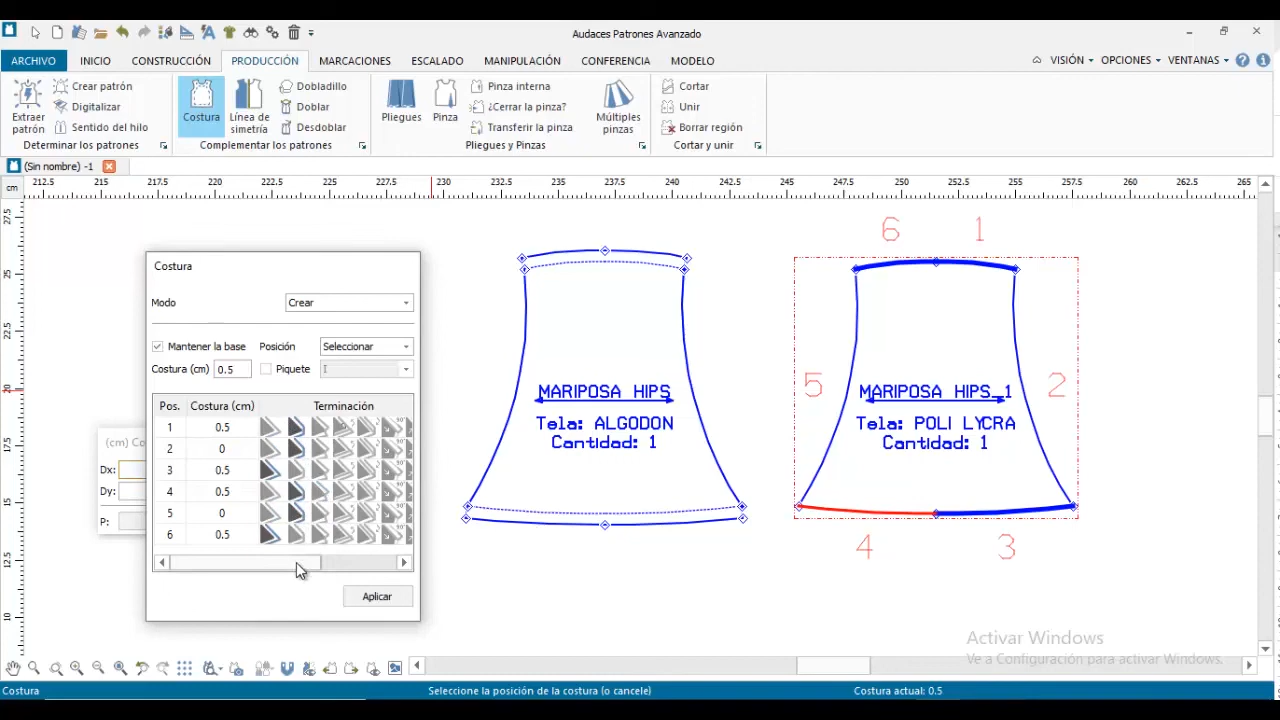 Audaces Patrones Avanzado
ARCHIVO INICIO CONSTRUCCIÓN PRODUCCIÓN MARCACIONES ESCALADO MANIPULACIÓN CONFERENCIA MODELO VISIÓN OPCIONES VENTANAS
Extraer patrón
Crear patrón
Digitalizar
Sentido del hilo
Determinar los patrones
Costura
Línea de simetría
Dobladillo
Doblar
Desdoblar
Complementar los patrones
Pliegues
Pinza
Pinza interna
¿Cerrar la pinza?
Transferir la pinza
Múltiples pinzas
Pliegues y Pinzas
Cortar
Unir
Borrar región
Cortar y unir
(Sin nombre) -1
cm 212.5 215 217.5 220 222.5 225 227.5 230 232.5 235 237.5 240 242.5 245 247.5 250 252.5 255 257.5 260 262.5 265
27.5
25
22.5
20
17.5
15
12.5
10
(cm) Co
Dx:
Dy:
P:
Costura
Modo Crear
Mantener la base Posición Seleccionar
Costura (cm) 0.5 Piquete I
Pos. Costura (cm) Terminación
1 0.5
2 0
3 0.5
4 0.5
5 0
6 0.5
Aplicar
MARIPOSA HIPS
Tela: ALGODON
Cantidad: 1
6 1
5 2
MARIPOSA HIPS_1
Tela: POLI LYCRA
Cantidad: 1
4 3
Activar Windows
Ve a Configuración para activar Windows.
Costura Seleccione la posición de la costura (o cancele) Costura actual: 0.5